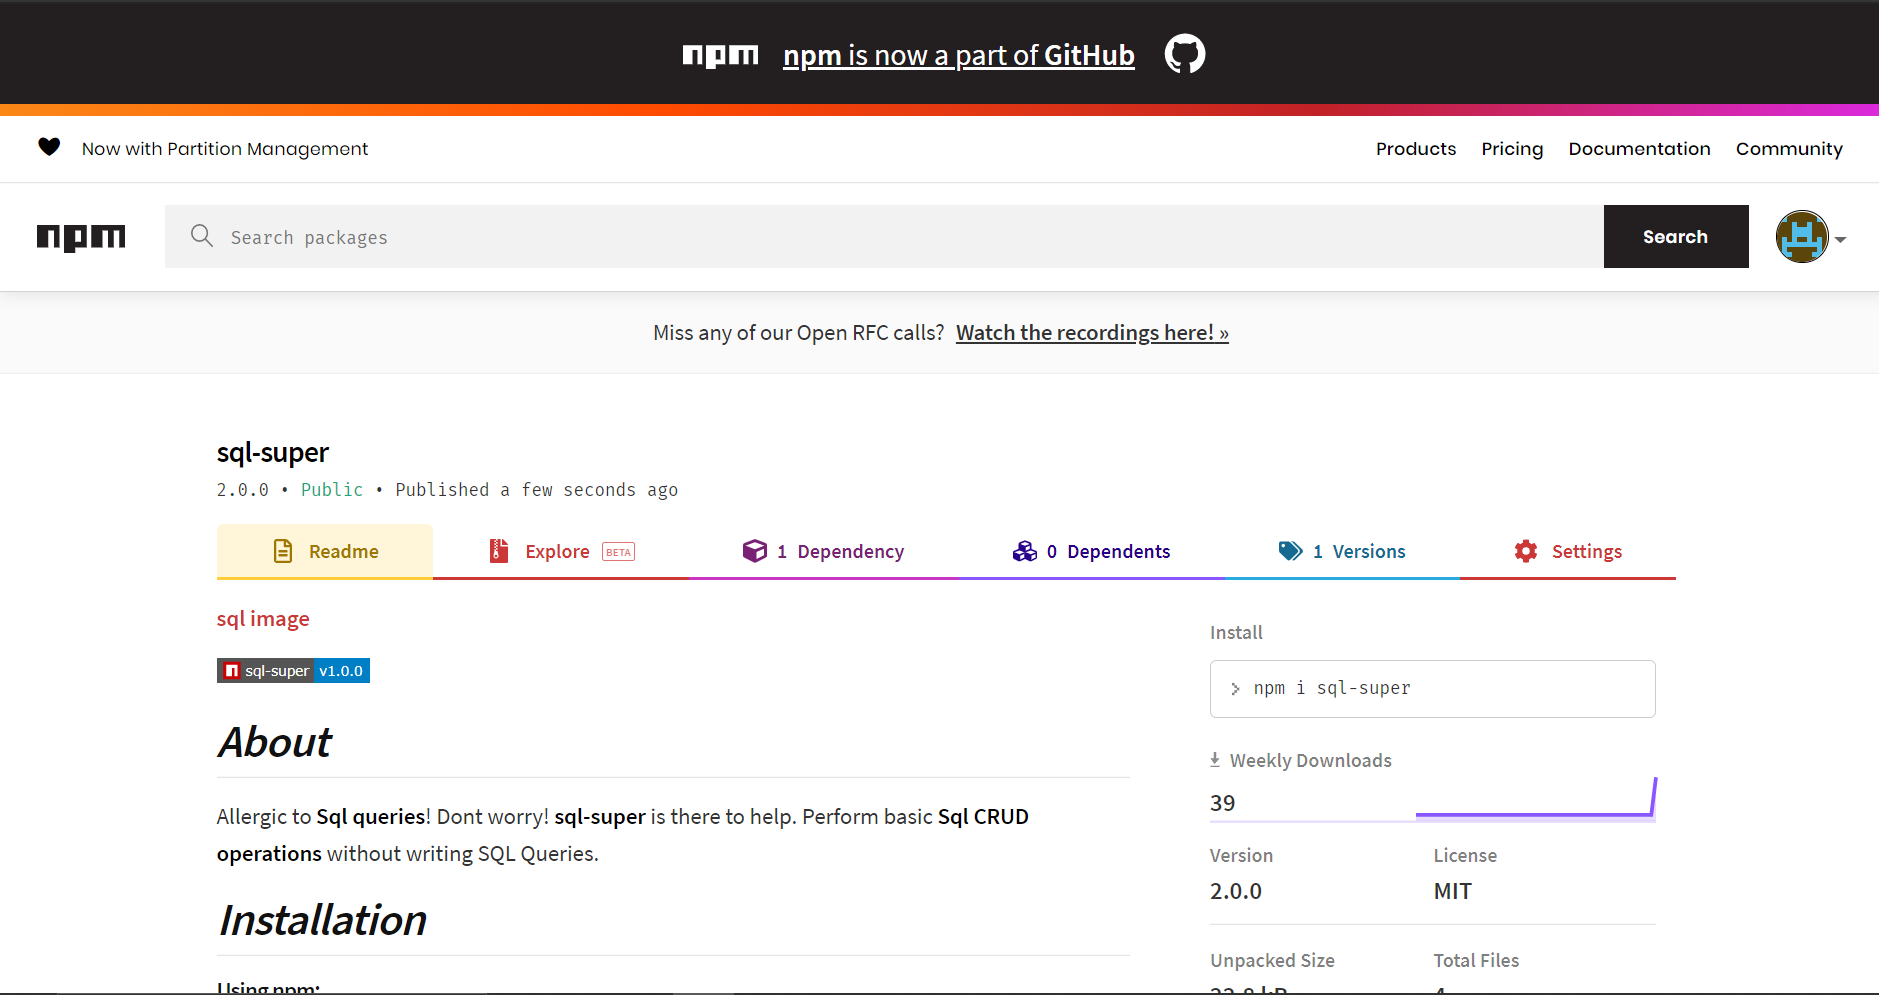 npm npm is now a part of GitHub
Now with Partition Management Products Pricing Documentation Community
npm Search packages Search
Miss any of our Open RFC calls? Watch the recordings here! »
sql-super
2.0.0 • Public • Published a few seconds ago
Readme Explore BETA 1 Dependency 0 Dependents 1 Versions Settings
sql image
sql-super v1.0.0
About
Allergic to Sql queries! Dont worry! sql-super is there to help. Perform basic Sql CRUD
operations without writing SQL Queries.
Installation
Using npm:
Install
> npm i sql-super
Weekly Downloads
39
Version License
2.0.0 MIT
Unpacked Size Total Files